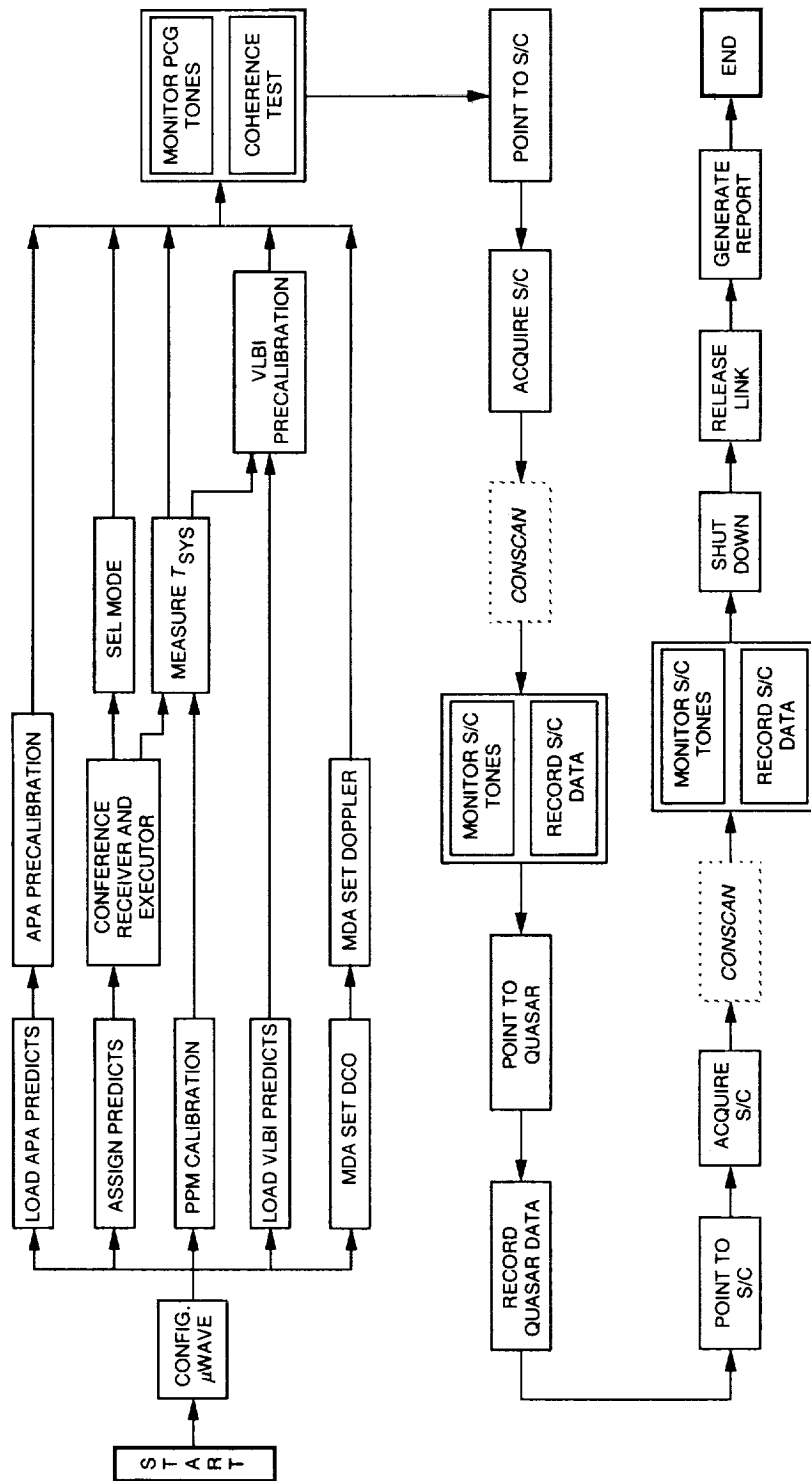 START
CONFIG.
μWAVE
LOAD APA PREDICTS
ASSIGN PREDICTS
PPM CALIBRATION
LOAD VLBI PREDICTS
MDA SET DCO
APA PRECALIBRATION
CONFERENCE
RECEIVER AND
EXECUTOR
MDA SET DOPPLER
SEL MODE
MEASURE T SYS
VLBI
PRECALIBRATION
MONITOR PCG
TONES
COHERENCE
TEST
POINT TO S/C
ACQUIRE S/C
CONSCAN
MONITOR S/C
TONES
RECORD S/C
DATA
POINT TO
QUASAR
RECORD
QUASAR DATA
POINT TO
S/C
ACQUIRE
S/C
CONSCAN
MONITOR S/C
TONES
RECORD S/C
DATA
SHUT
DOWN
RELEASE
LINK
GENERATE
REPORT
END